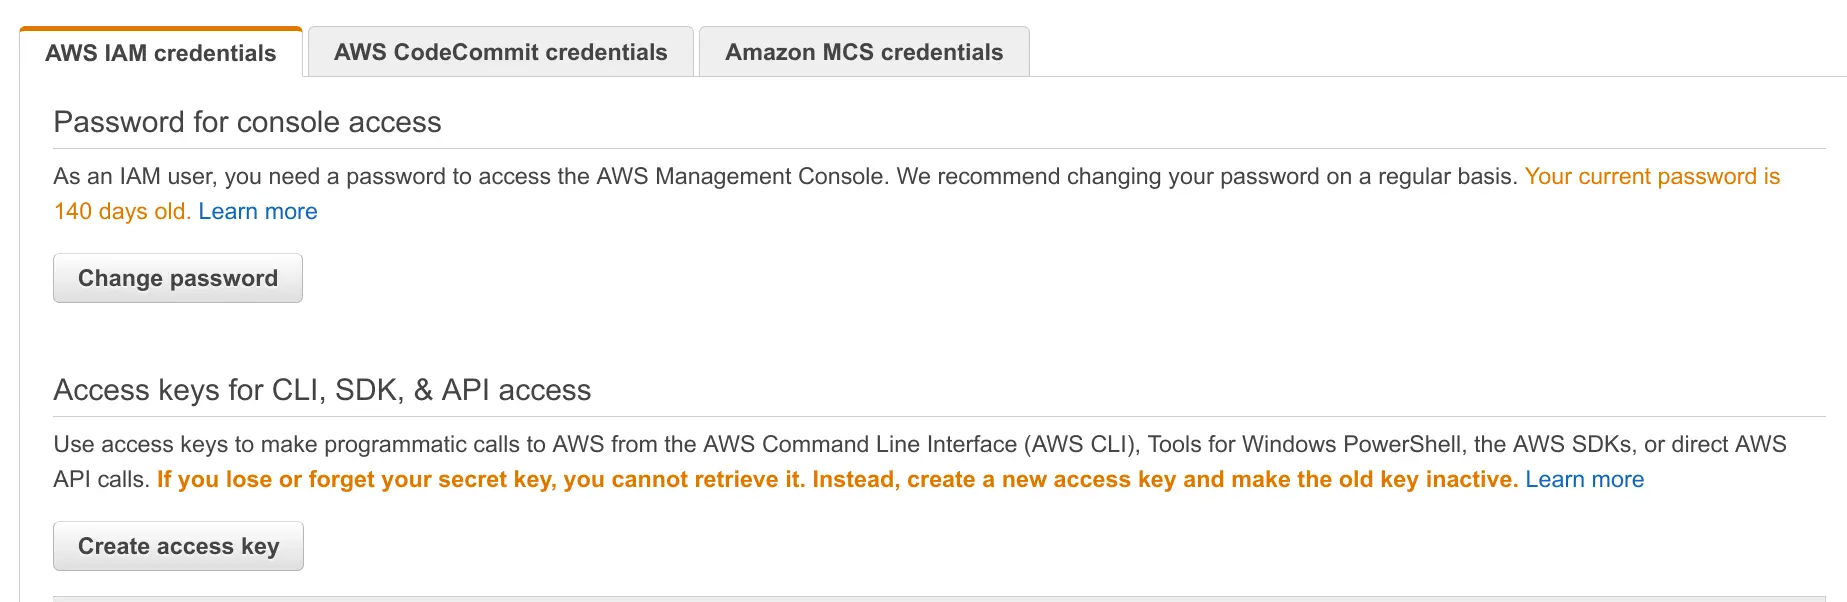 AWS IAM credentials
AWS CodeCommit credentials
Amazon MCS credentials
Password for console access
As an IAM user, you need a password to access the AWS Management Console. We recommend changing your password on a regular basis. Your current password is
140 days old. Learn more
Change password
Access keys for CLI, SDK, & API access
Use access keys to make programmatic calls to AWS from the AWS Command Line Interface (AWS CLI), Tools for Windows PowerShell, the AWS SDKs, or direct AWS
API calls. If you lose or forget your secret key, you cannot retrieve it. Instead, create a new access key and make the old key inactive. Learn more
Create access key